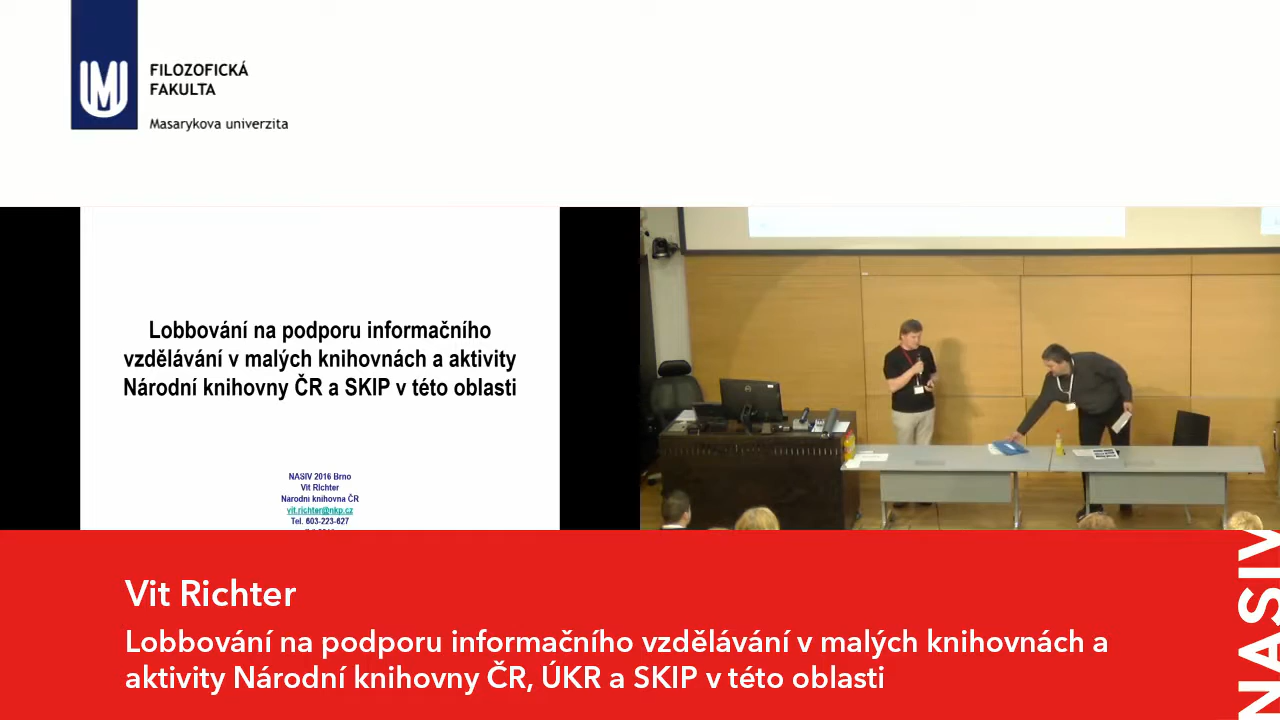 FILOZOFICKÁ
FAKULTA
Masarykova univerzita
Lobbování na podporu informačního
vzdělávání v malých knihovnách a aktivity
Národní knihovny ČR a SKIP v této oblasti
NASIV 2016 Brno
Vit Richter
Národní knihovna ČR
vit.richter@nkp.cz
Tel. 603-223-627
Vit Richter
Lobbování na podporu informačního vzdělávání v malých knihovnách a
aktivity Národní knihovny ČR, ÚKR a SKIP v této oblasti
NASIV